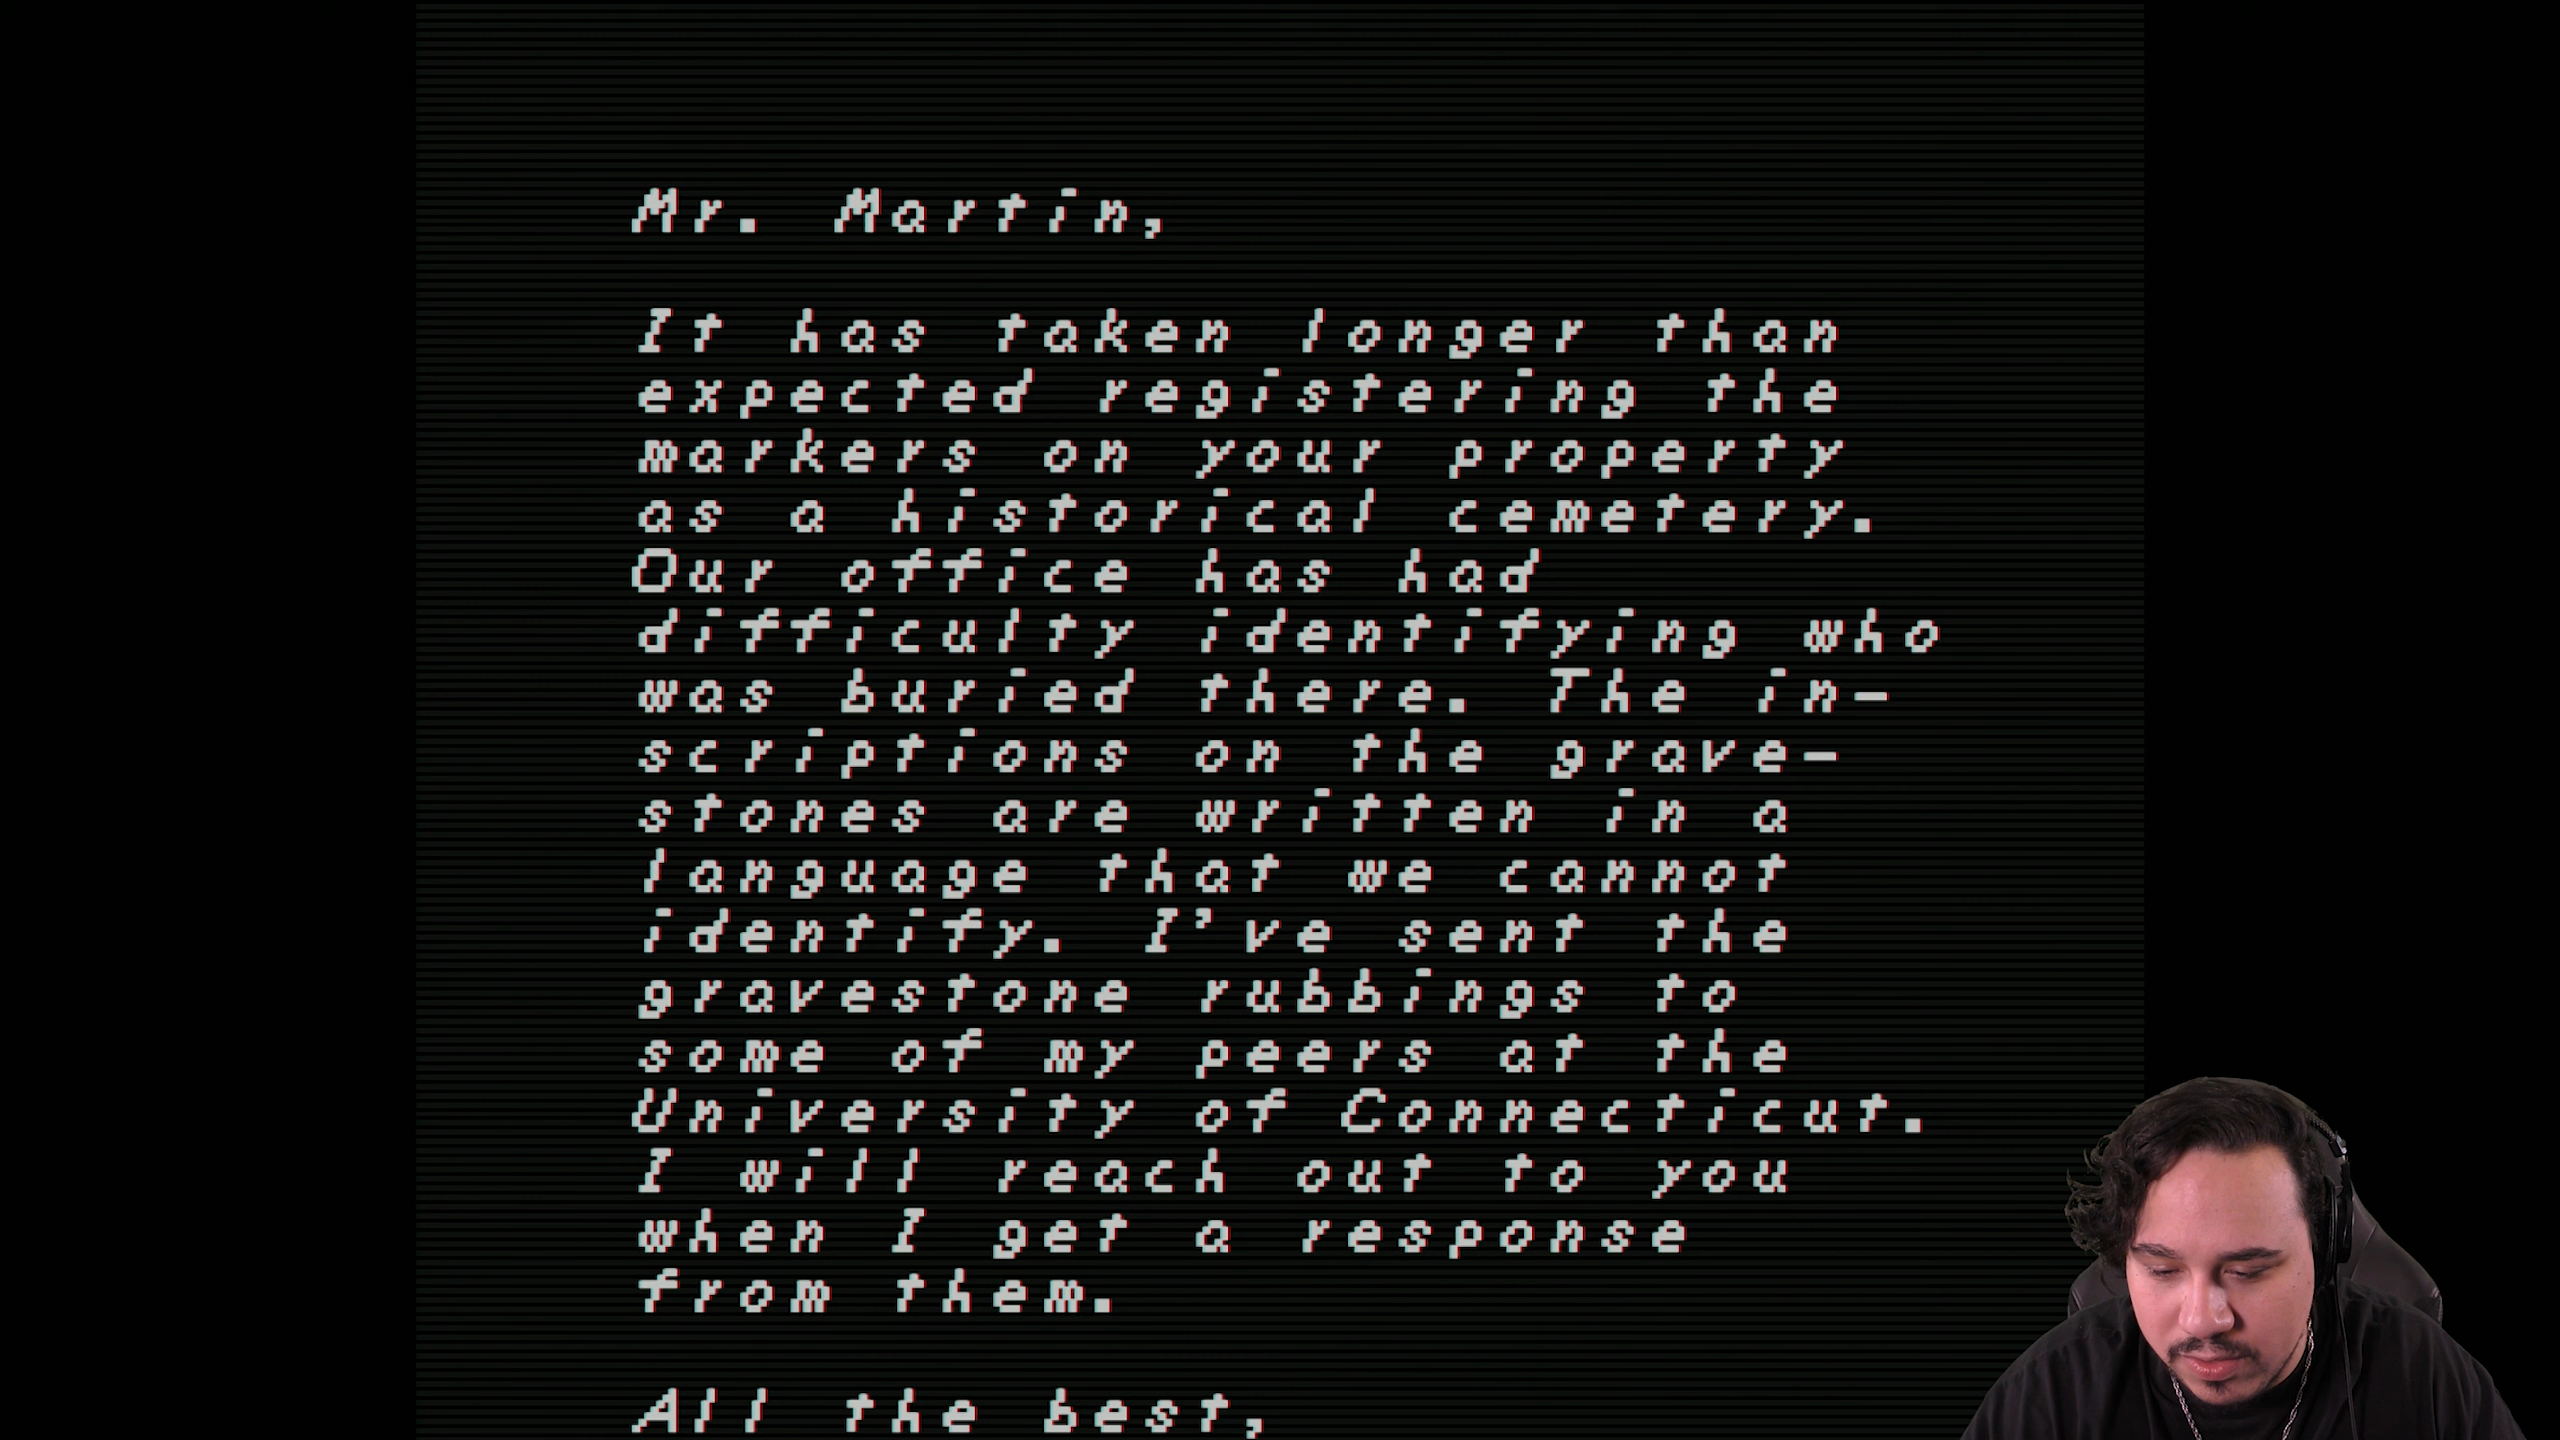 Mr. Martin,
It has taken longer than
expected registering the
markers on your property
as a historical cemetery.
Our office has had
difficulty identifying who
was buried there. The in-
scriptions on the grave-
stones are written in a
language that we cannot
identify. I've sent the
gravestone rubbings to
some of my peers at the
University of Connecticut.
I will reach out to you
when I get a response
from them.
All the best,